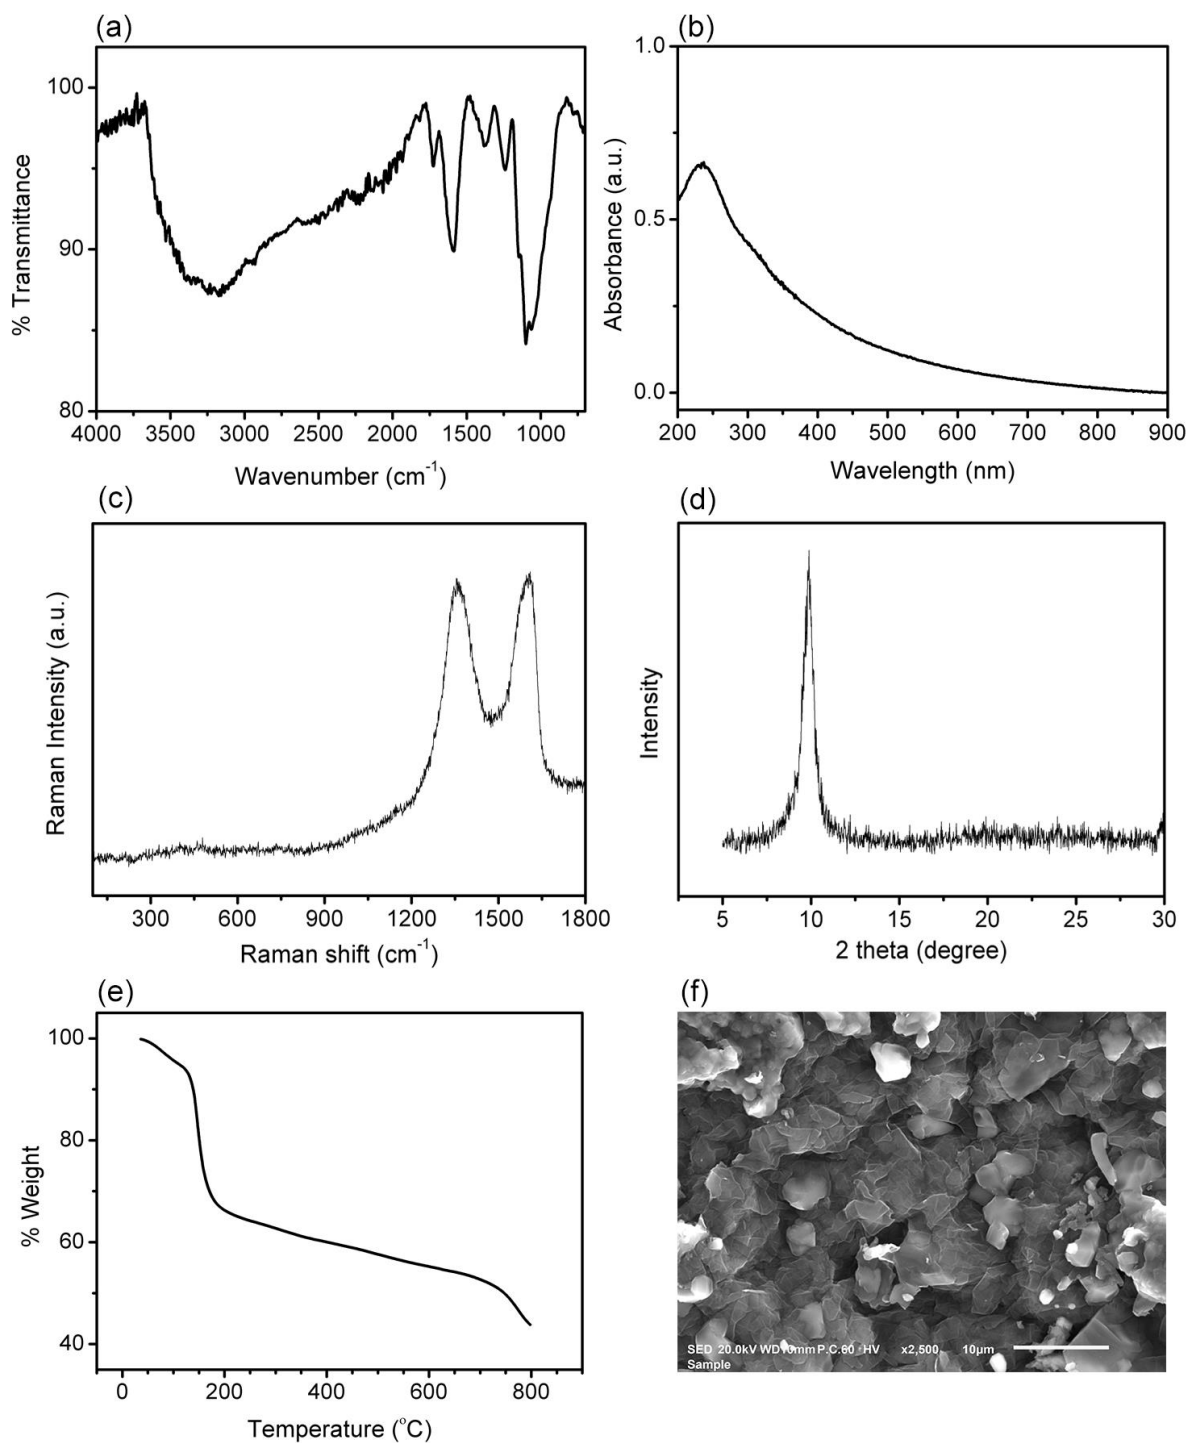 (a)
100
90
80
% Transmittance
4000 3500 3000 2500 2000 1500 1000
Wavenumber (cm⁻¹)
(b)
1.0
0.5
0.0
Absorbance (a.u.)
200 300 400 500 600 700 800 900
Wavelength (nm)
(c)
Raman Intensity (a.u.)
300 600 900 1200 1500 1800
Raman shift (cm⁻¹)
(d)
Intensity
5 10 15 20 25 30
2 theta (degree)
(e)
100
80
60
40
% Weight
0 200 400 600 800
Temperature (°C)
(f)
SED 20.0kV WD10mm P.C.60 HV x2,500 10μm
Sample